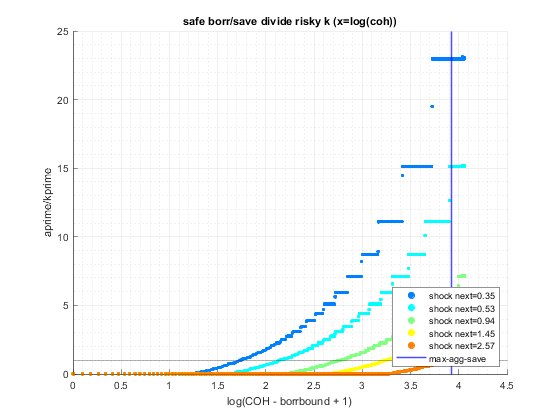 safe borr/save divide risky k (x=log(coh))
25
20
15
10
5
0
aprime/kprime
0 0.5 1 1.5 2 2.5 3 3.5 4 4.5
log(COH - borrbound + 1)
shock next=0.35
shock next=0.53
shock next=0.94
shock next=1.45
shock next=2.57
max-agg-save